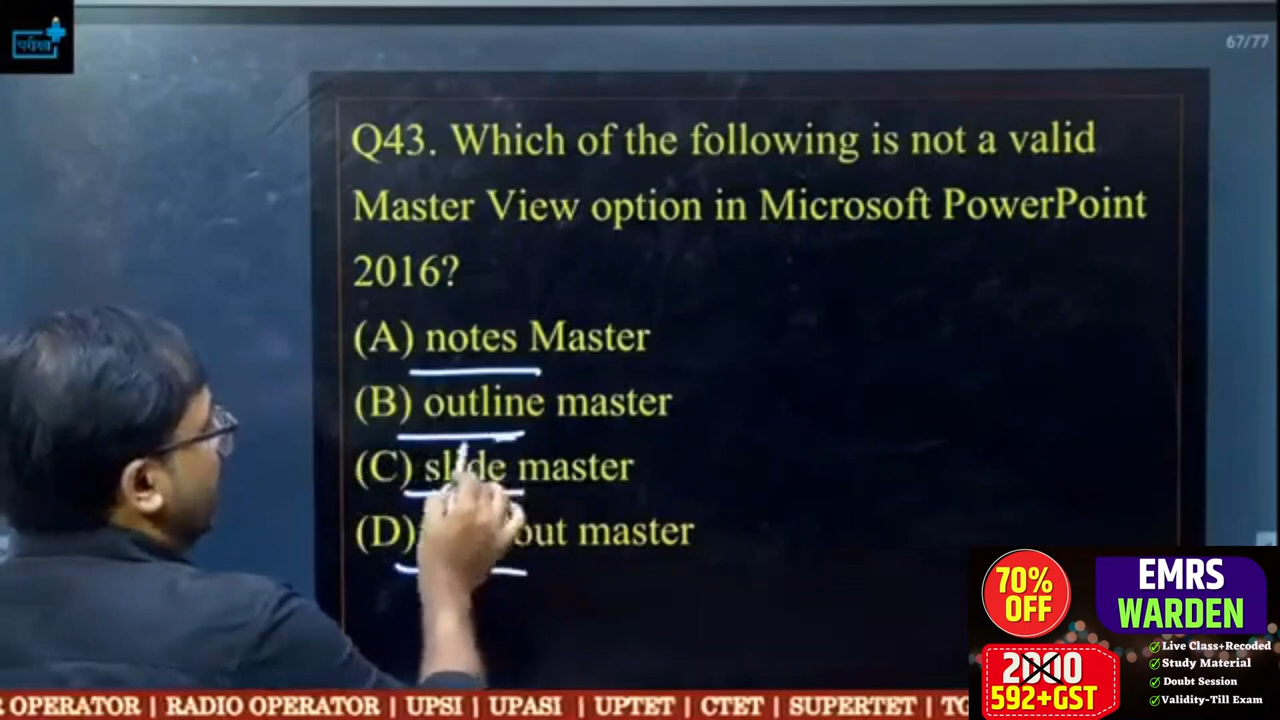 परीक्षा
67/77
Q43. Which of the following is not a valid
Master View option in Microsoft PowerPoint
2016?
(A) notes Master
(B) outline master
(C) slide master
(D) out master
70%
OFF
EMRS
WARDEN
2000
592+GST
Live Class+Recoded
Study Material
Doubt Session
Validity-Till Exam
OPERATOR | RADIO OPERATOR | UPSI | UPASI | UPTET | CTET | SUPERTET |